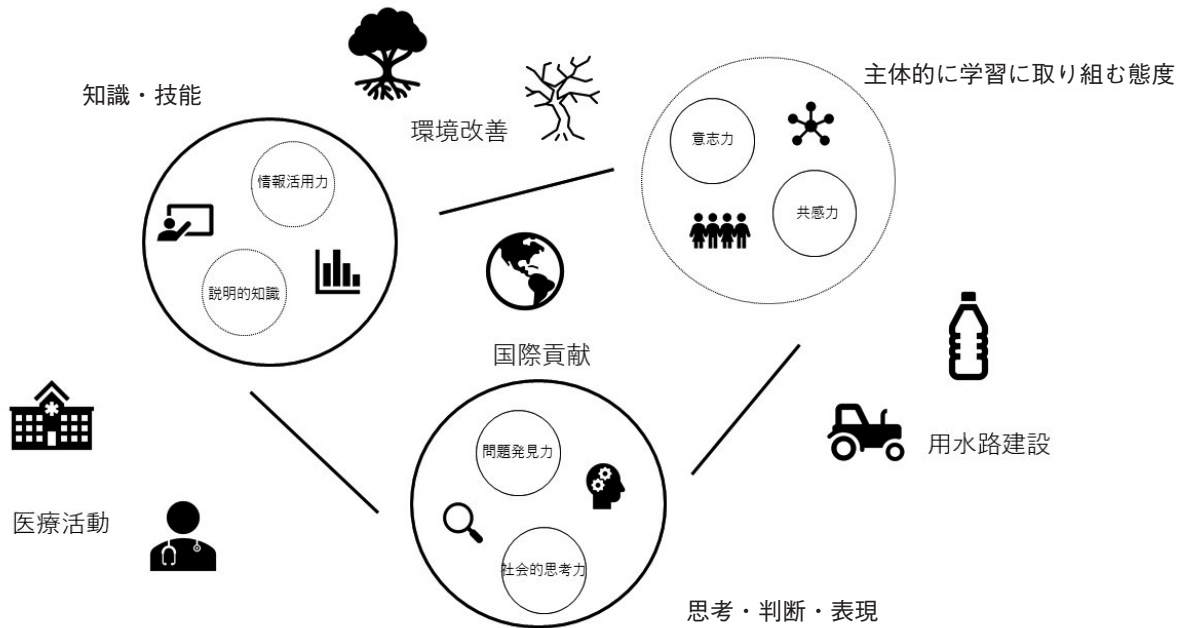 知識・技能
環境改善
主体的に学習に取り組む態度
情報活用力
説明的知識
意志力
共感力
国際貢献
問題発見力
社会的思考力
用水路建設
医療活動
思考・判断・表現